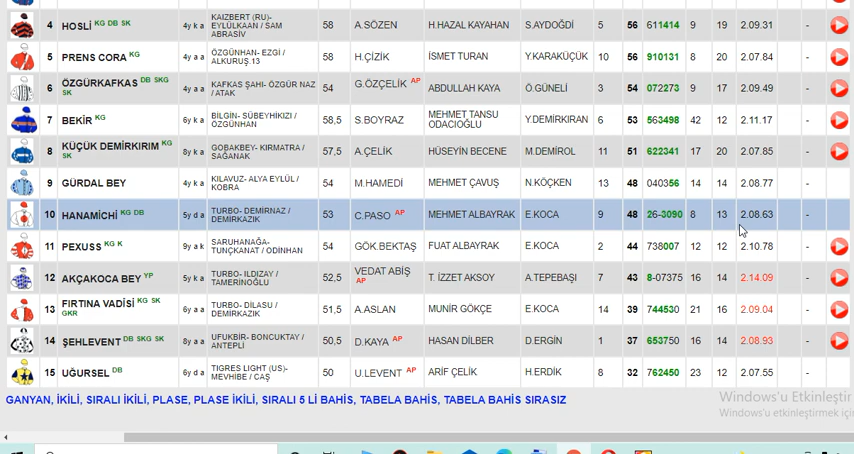 4 HOSLİ KG DB SK 4y k a KAIZBERT (RU)- EYLÜLKAAN / SAM ABRASİV 58 A.SÖZEN H.HAZAL KAYAHAN S.AYDOĞDİ 5 56 611414 9 19 2.09.31 -
5 PRENS CORA KG 4y a a ÖZGÜNHAN- EZGİ / ALKURUŞ.13 58 H.ÇİZİK İSMET TURAN Y.KARAKÜÇÜK 10 56 910131 8 20 2.07.84 -
6 ÖZGÜRKAFKAS DB SKG SK 4y a a KAFKAS ŞAHI- ÖZGÜR NAZ / ATAK 54 G.ÖZÇELİK AP ABDULLAH KAYA Ö.GÜNELİ 3 54 072273 9 17 2.09.49 -
7 BEKİR KG 6y k a BİLGİN- SÜBEYHİKIZI / ÖZGÜNHAN 58,5 S.BOYRAZ MEHMET TANSU ODACIOĞLU Y.DEMİRKIRAN 6 53 563498 42 12 2.11.17 -
8 KÜÇÜK DEMİRKIRIM KG SK 8y k a GOBAKBEY- KIRMATRA / SAĞANAK 57,5 A.ÇELİK HÜSEYİN BECENE M.DEMİROL 11 51 622341 17 20 2.07.85 -
9 GÜRDAL BEY 4y k a KILAVUZ- ALYA EYLÜL / KOBRA 54 M.HAMEDİ MEHMET ÇAVUŞ N.KÖÇKEN 13 48 040356 14 14 2.08.77 -
10 HANAMİCHİ KG DB 5y d a TURBO- DEMİRNAZ / DEMİRKAZIK 53 C.PASO AP MEHMET ALBAYRAK E.KOCA 9 48 26-3090 8 13 2.08.63 -
11 PEXUSS KG K 9y a k SARUHANAĞA- TUNÇKANAT / ODİNHAN 54 GÖK.BEKTAŞ FUAT ALBAYRAK E.KOCA 2 44 738007 12 12 2.10.78 -
12 AKÇAKOCA BEY YP 5y k a TURBO- ILDIZAY / TAMERİNOĞLU 52,5 VEDAT ABİŞ AP T. İZZET AKSOY A.TEPEBAŞI 7 43 8-07375 16 14 2.14.09 -
13 FIRTINA VADİSİ KG SK GKR 6y a a TURBO- DİLASU / DEMİRKAZIK 51,5 A.ASLAN MUNİR GÖKÇE E.KOCA 14 39 744530 21 16 2.09.04 -
14 ŞEHLEVENT DB SKG SK 8y a a UFUKBİR- BONCUKTAY / ANTEPLİ 50,5 D.KAYA AP HASAN DİLBER D.ERGİN 1 37 653750 16 14 2.08.93 -
15 UĞURSEL DB 6y d a TIGRES LIGHT (US)- MEVHİBE / CAŞ 50 U.LEVENT AP ARİF ÇELİK H.ERDİK 8 32 762450 23 12 2.07.55 -
GANYAN, İKİLİ, SIRALI İKİLİ, PLASE, PLASE İKİLİ, SIRALI 5 Lİ BAHİS, TABELA BAHİS, TABELA BAHİS SIRASIZ
Windows'u Etkinleştir
Windows'u etkinleştirmek için